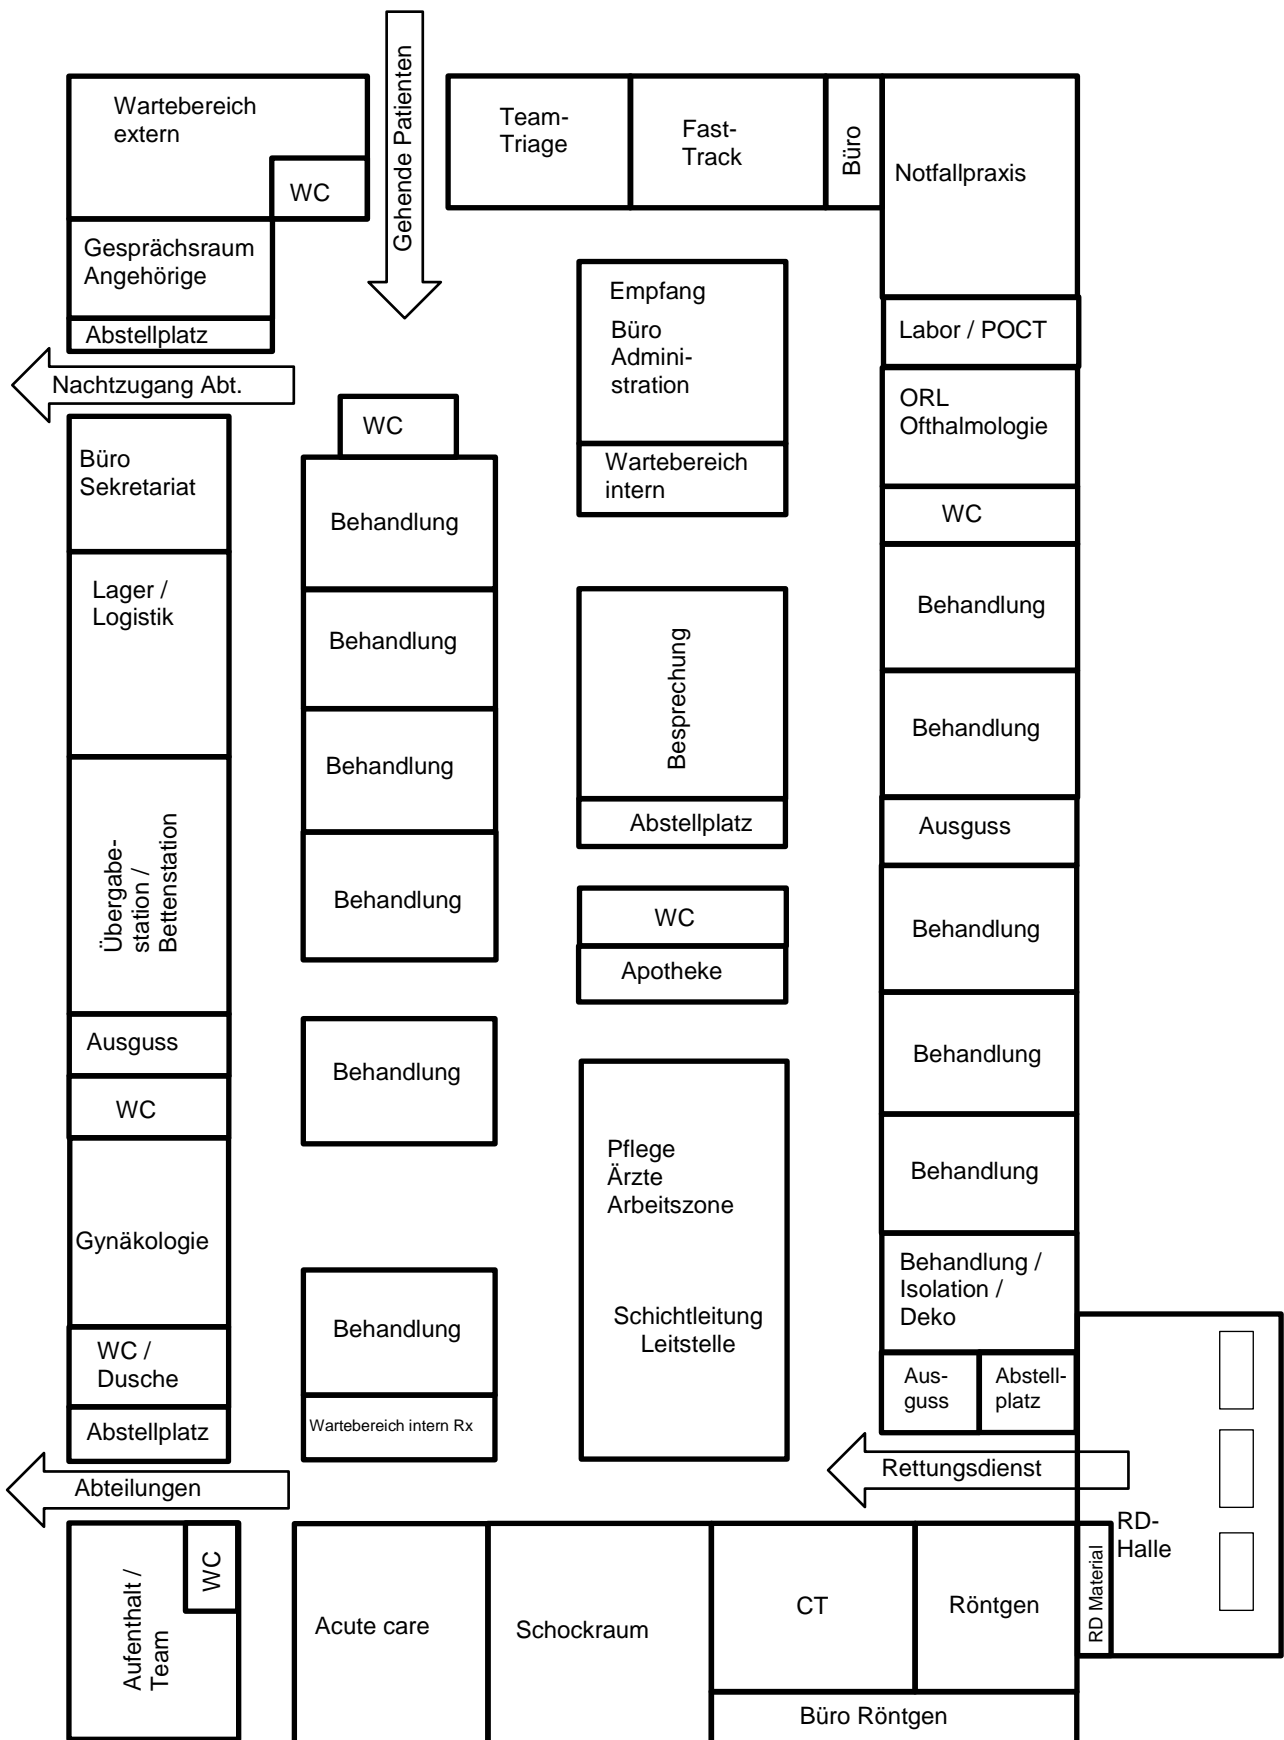 Wartebereich
extern
WC
Gesprächsraum
Angehörige
Abstellplatz
Nachtzugang Abt.
Gehende Patienten
Team-
Triage
Fast-
Track
Büro
Notfallpraxis
Empfang
Büro
Admini-
stration
Wartebereich
intern
Labor / POCT
ORL
Ofthalmologie
WC
Behandlung
Behandlung
Ausguss
Behandlung
Behandlung
Behandlung
Behandlung /
Isolation /
Deko
Aus-
guss
Abstell-
platz
Büro
Sekretariat
Lager /
Logistik
Übergabe-
station /
Bettenstation
Ausguss
WC
Gynäkologie
WC /
Dusche
Abstellplatz
WC
Behandlung
Behandlung
Behandlung
Behandlung
Behandlung
Behandlung
Wartebereich intern Rx
Besprechung
Abstellplatz
WC
Apotheke
Pflege
Ärzte
Arbeitszone
Schichtleitung
Leitstelle
Abteilungen
Rettungsdienst
RD-
Halle
RD Material
Aufenthalt /
Team
WC
Acute care
Schockraum
CT
Röntgen
Büro Röntgen